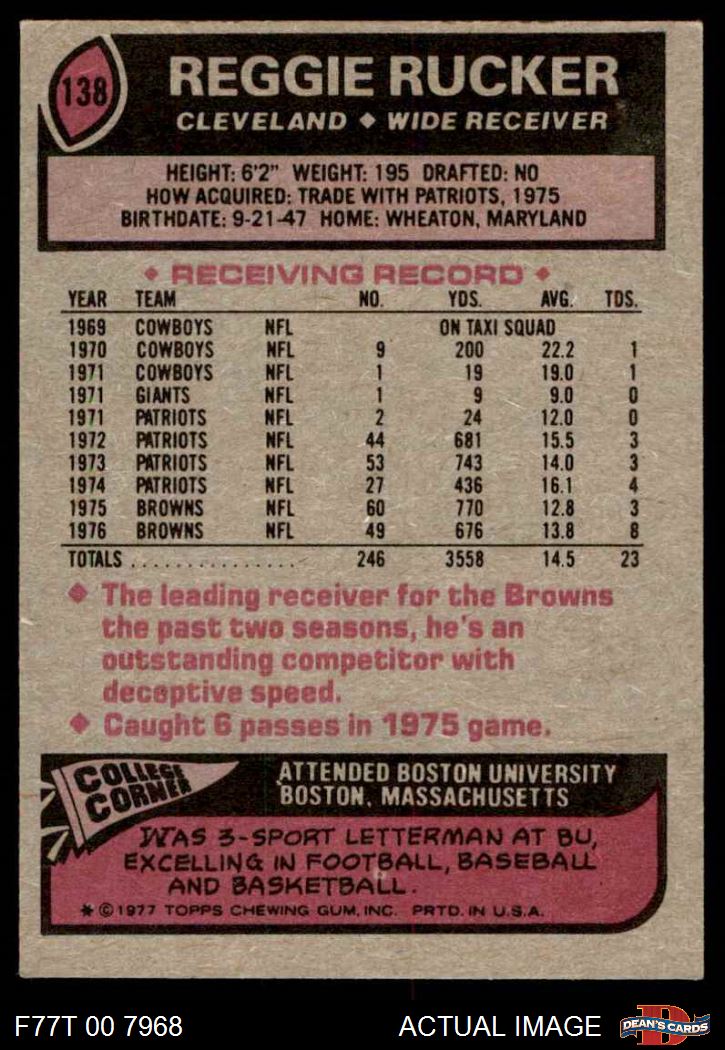 138
REGGIE RUCKER
CLEVELAND ◆ WIDE RECEIVER
HEIGHT: 6'2" WEIGHT: 195 DRAFTED: NO
HOW ACQUIRED: TRADE WITH PATRIOTS, 1975
BIRTHDATE: 9-21-47 HOME: WHEATON, MARYLAND
◆ RECEIVING RECORD ◆
YEAR TEAM NO. YDS. AVG. TDS.
1969 COWBOYS NFL ON TAXI SQUAD
1970 COWBOYS NFL 9 200 22.2 1
1971 COWBOYS NFL 1 19 19.0 1
1971 GIANTS NFL 1 9 9.0 0
1971 PATRIOTS NFL 2 24 12.0 0
1972 PATRIOTS NFL 44 681 15.5 3
1973 PATRIOTS NFL 53 743 14.0 3
1974 PATRIOTS NFL 27 436 16.1 4
1975 BROWNS NFL 60 770 12.8 3
1976 BROWNS NFL 49 676 13.8 8
TOTALS ............... 246 3558 14.5 23
◆ The leading receiver for the Browns
the past two seasons, he's an
outstanding competitor with
deceptive speed.
◆ Caught 6 passes in 1975 game.
COLLEGE
CORNER
ATTENDED BOSTON UNIVERSITY
BOSTON, MASSACHUSETTS
WAS 3-SPORT LETTERMAN AT BU,
EXCELLING IN FOOTBALL, BASEBALL
AND BASKETBALL.
* © 1977 TOPPS CHEWING GUM, INC. PRTD. IN U.S.A.
F77T 00 7968
ACTUAL IMAGE
D
DEAN'S CARDS